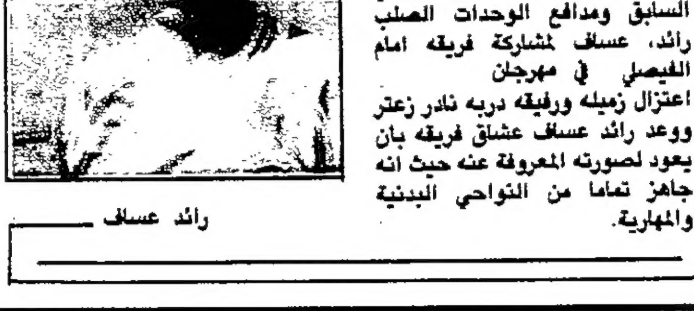 السابق ومدافع الوحدات الصلب
رائد، عساف لمشاركة فريقه امام
الفيصلي في مهرجان
اعتزال زميله ورفيقه دربه نادر زعتر
ووعد رائد عساف عشاق فريقه بان
يعود لصورته المعروفة عنه حيث انه
جاهز تماما من النواحي البدنية
والمهارية.
رائد عساف